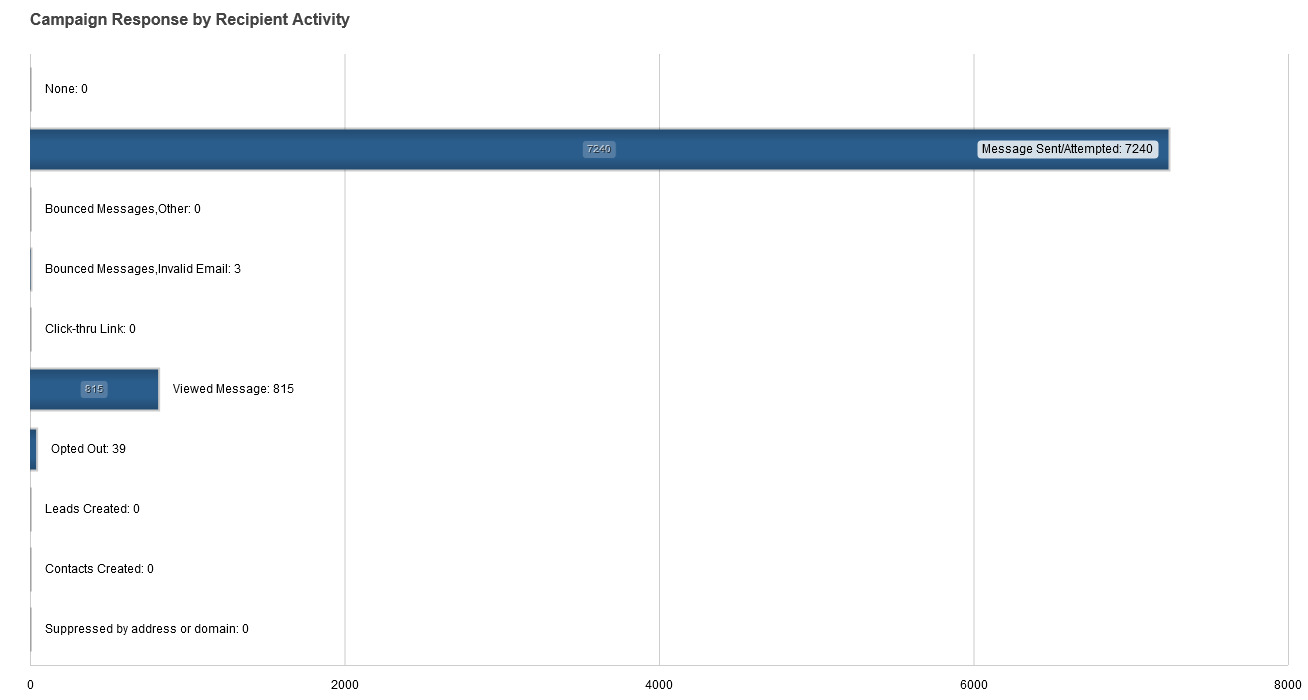 Campaign Response by Recipient Activity
None: 0
7240 Message Sent/Attempted: 7240
Bounced Messages,Other: 0
Bounced Messages,Invalid Email: 3
Click-thru Link: 0
815 Viewed Message: 815
Opted Out: 39
Leads Created: 0
Contacts Created: 0
Suppressed by address or domain: 0
0 2000 4000 6000 8000